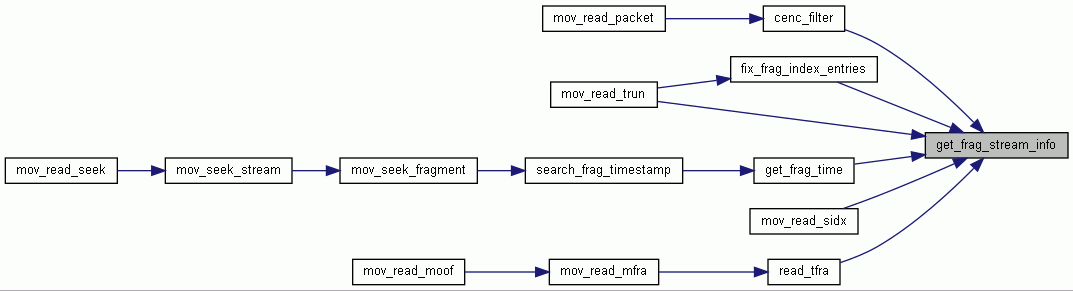 mov_read_packet
cenc_filter
fix_frag_index_entries
mov_read_trun
get_frag_stream_info
mov_read_seek
mov_seek_stream
mov_seek_fragment
search_frag_timestamp
get_frag_time
mov_read_sidx
mov_read_moof
mov_read_mfra
read_tfra